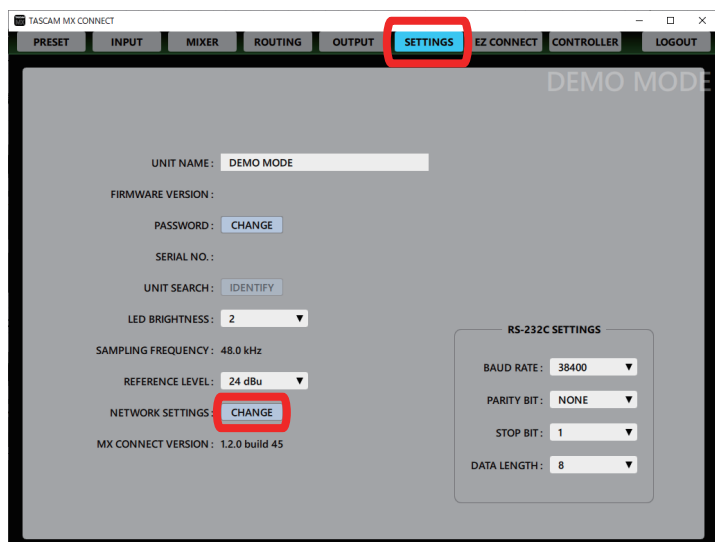 TASCAM MX CONNECT
PRESET INPUT MIXER ROUTING OUTPUT SETTINGS EZ CONNECT CONTROLLER LOGOUT
DEMO MODE
UNIT NAME : DEMO MODE
FIRMWARE VERSION :
PASSWORD : CHANGE
SERIAL NO. :
UNIT SEARCH : IDENTIFY
LED BRIGHTNESS : 2
SAMPLING FREQUENCY : 48.0 kHz
REFERENCE LEVEL : 24 dBu
NETWORK SETTINGS : CHANGE
MX CONNECT VERSION : 1.2.0 build 45
RS-232C SETTINGS
BAUD RATE : 38400
PARITY BIT : NONE
STOP BIT : 1
DATA LENGTH : 8